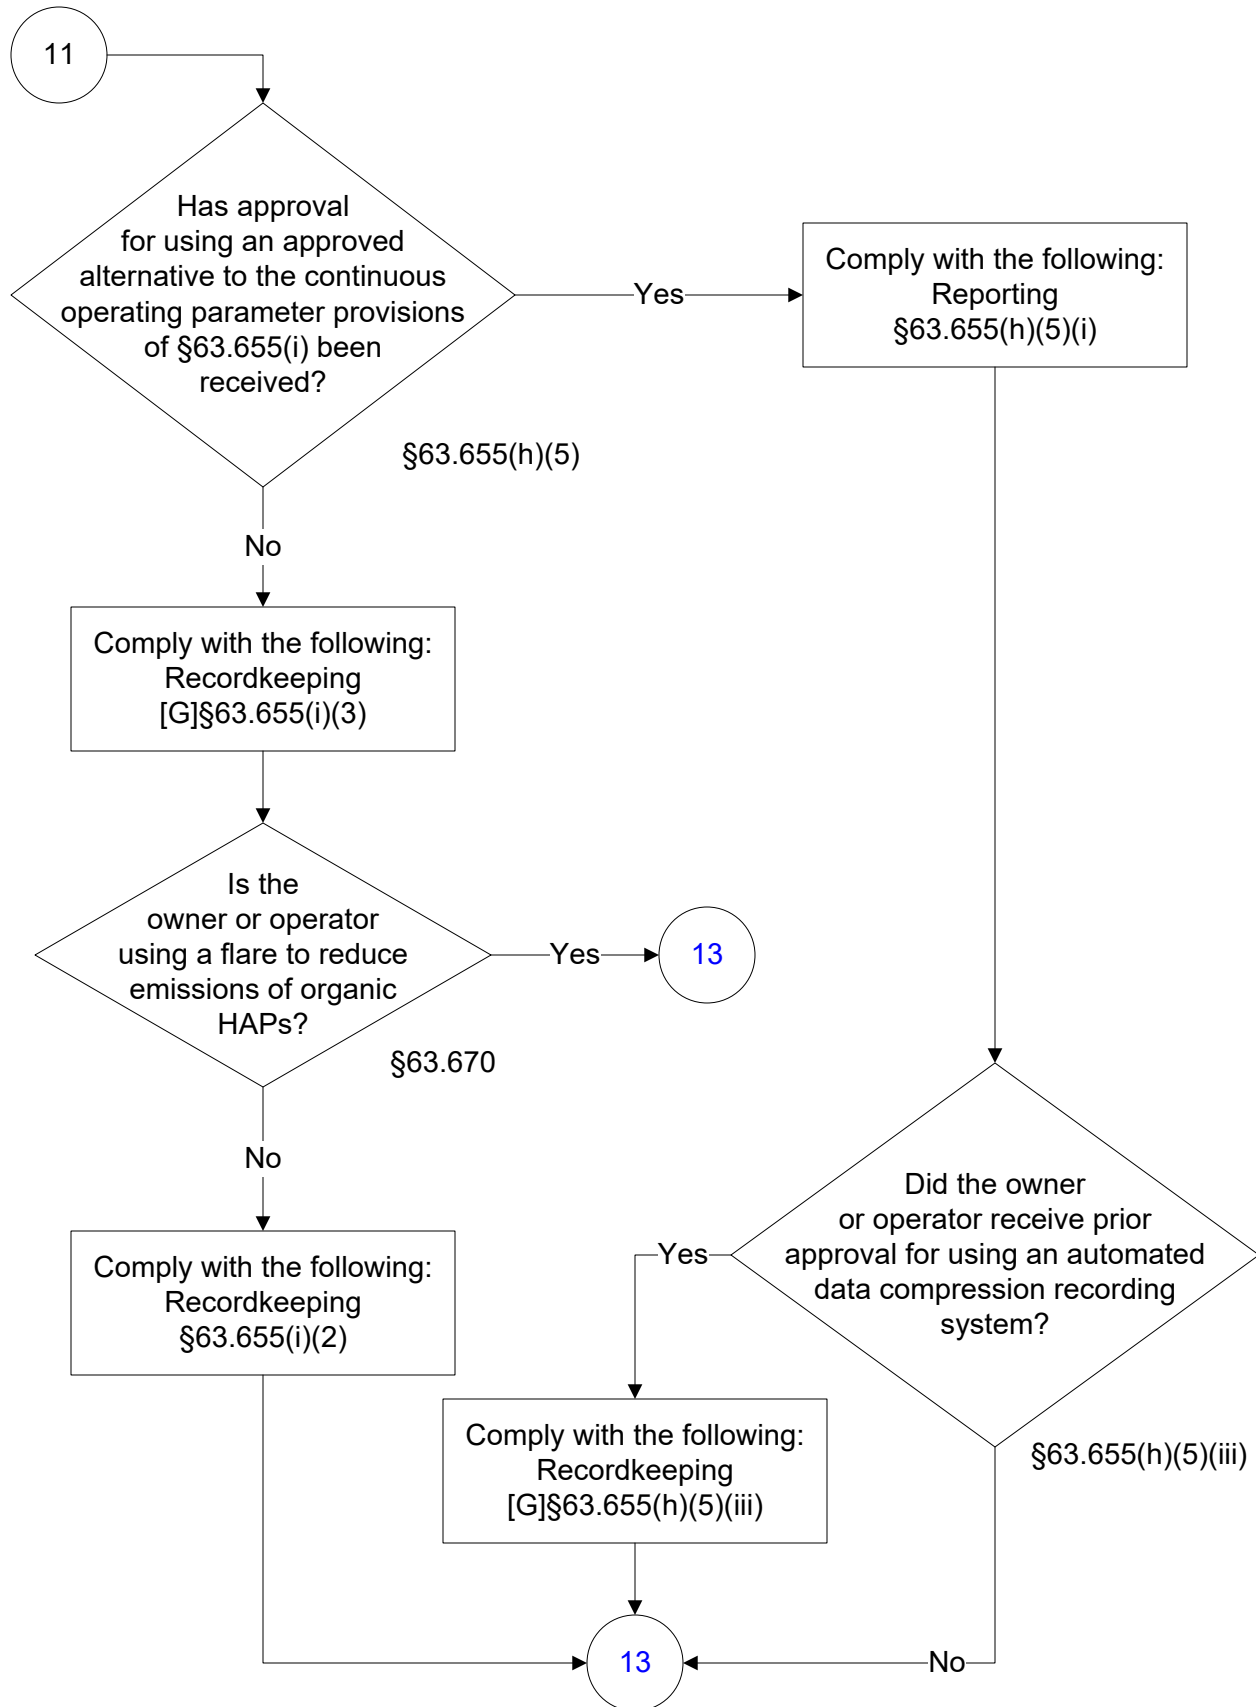 11
Has approval
for using an approved
alternative to the continuous
operating parameter provisions
of §63.655(i) been
received?
Yes
Comply with the following:
Reporting
§63.655(h)(5)(i)
§63.655(h)(5)
No
Comply with the following:
Recordkeeping
[G]§63.655(i)(3)
Is the
owner or operator
using a flare to reduce
emissions of organic
HAPs?
Yes
13
§63.670
No
Comply with the following:
Recordkeeping
§63.655(i)(2)
Did the owner
or operator receive prior
approval for using an automated
data compression recording
system?
Yes
§63.655(h)(5)(iii)
Comply with the following:
Recordkeeping
[G]§63.655(h)(5)(iii)
No
13